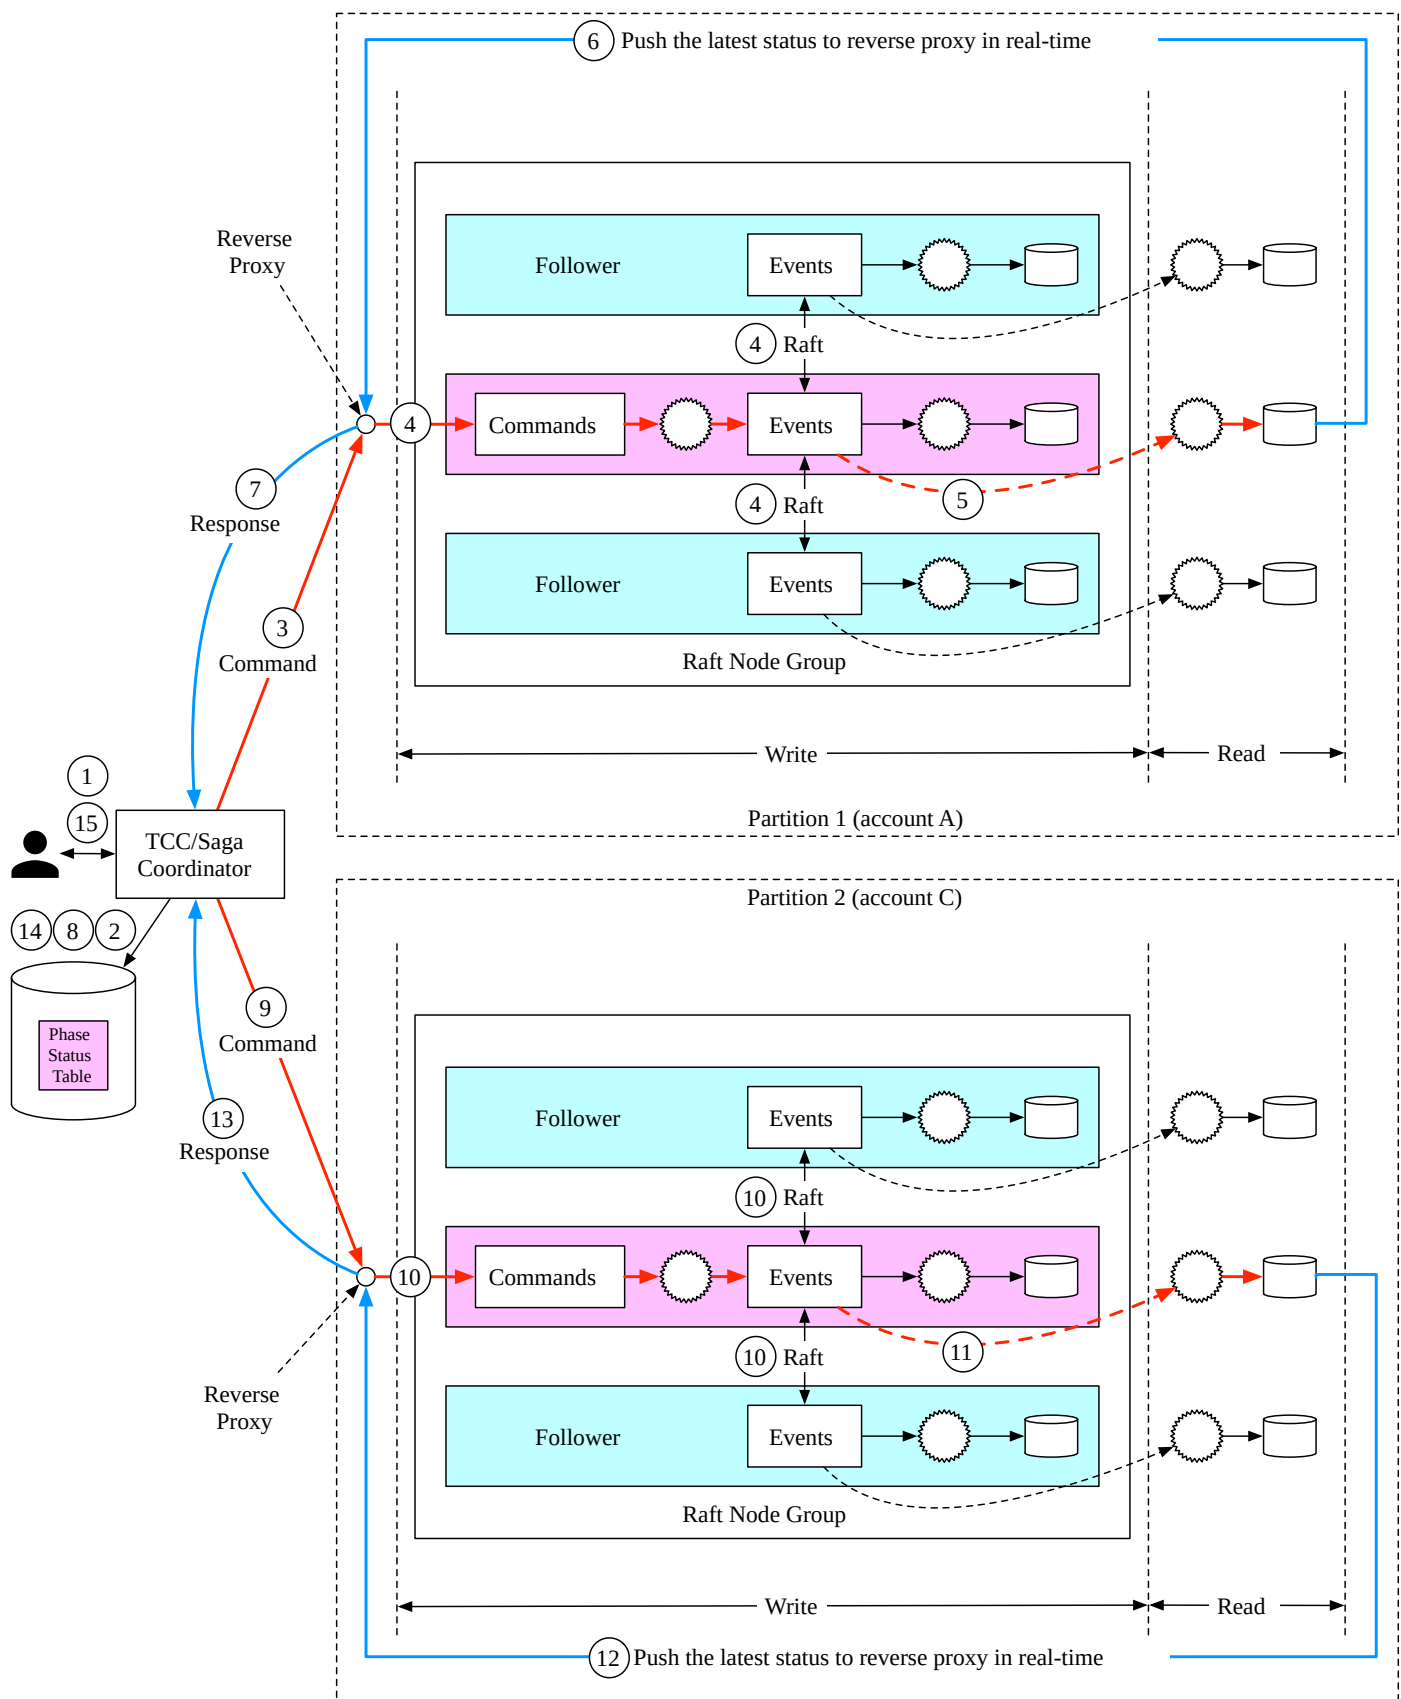 6 Push the latest status to reverse proxy in real-time
Reverse
Proxy
Follower
Events
4 Raft
4
Commands
Events
4 Raft
5
7
Response
Follower
Events
3
Command
Raft Node Group
Write
Read
1
15
TCC/Saga
Coordinator
Partition 1 (account A)
Partition 2 (account C)
14 8 2
Phase
Status
Table
9
Command
13
Response
Follower
Events
10 Raft
10
Commands
Events
10 Raft
11
Reverse
Proxy
Follower
Events
Raft Node Group
Write
Read
12 Push the latest status to reverse proxy in real-time